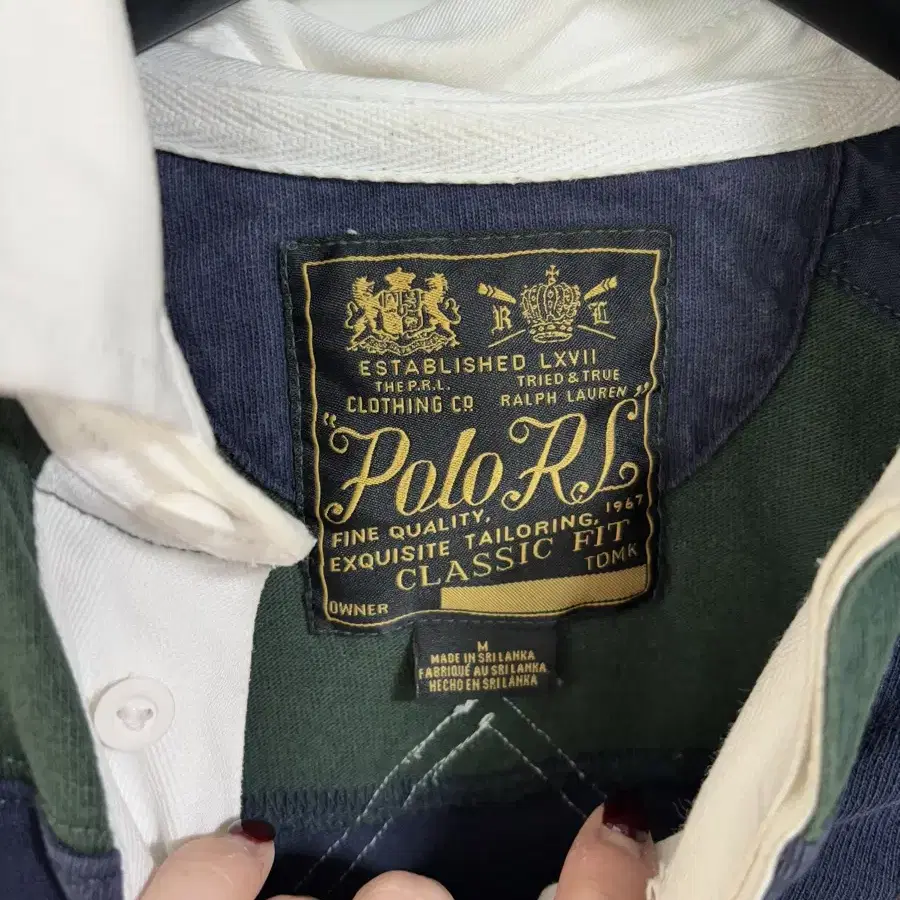 R L
ESTABLISHED LXVII
THE P.R.L. TRIED & TRUE
CLOTHING CO RALPH LAUREN
"Polo RL"
FINE QUALITY, 1967
EXQUISITE TAILORING,
CLASSIC FIT
TDMK
OWNER
M
MADE IN SRI LANKA
FABRIQUÉ AU SRI LANKA
HECHO EN SRI LANKA